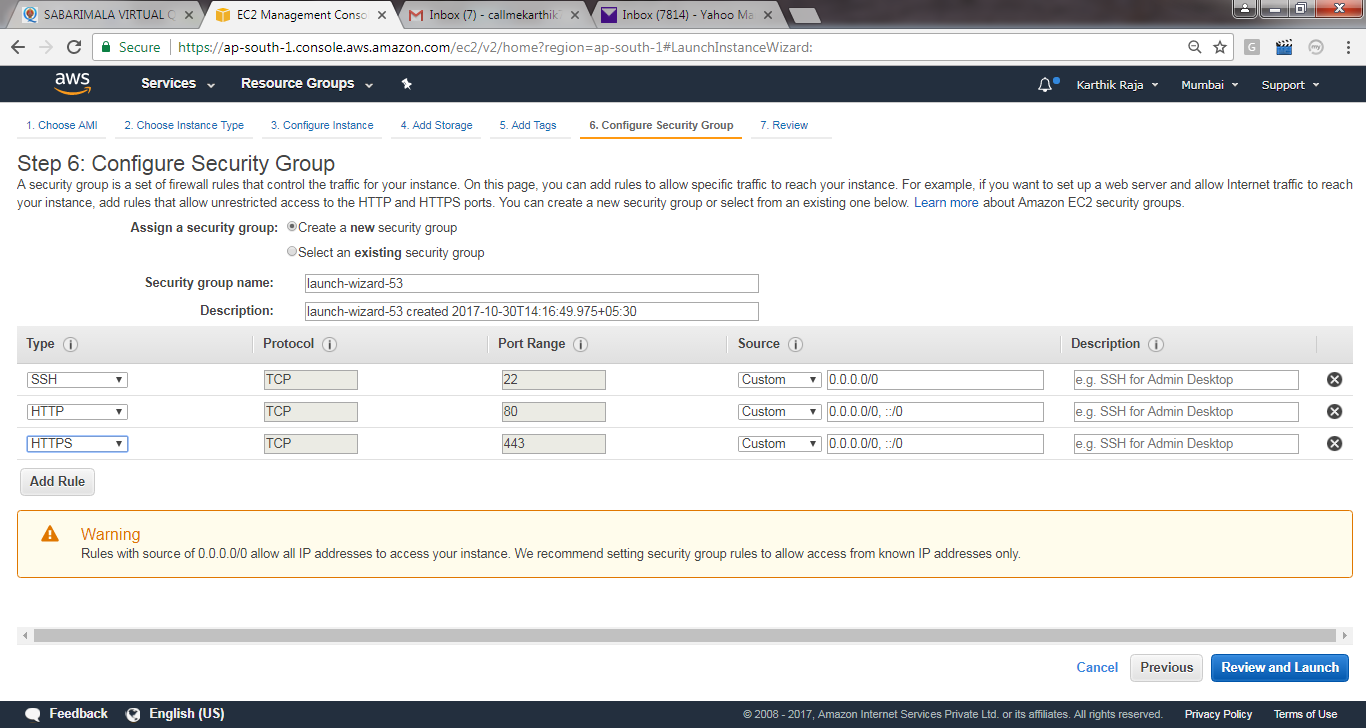 SABARIMALA VIRTUAL Q
EC2 Management Conso
Inbox (7) - callmekarthik
Inbox (7814) - Yahoo Ma
Secure
https://ap-south-1.console.aws.amazon.com/ec2/v2/home?region=ap-south-1#LaunchInstanceWizard:
G
my
aws
Services
Resource Groups
Karthik Raja
Mumbai
Support
1. Choose AMI
2. Choose Instance Type
3. Configure Instance
4. Add Storage
5. Add Tags
6. Configure Security Group
7. Review
Step 6: Configure Security Group
A security group is a set of firewall rules that control the traffic for your instance. On this page, you can add rules to allow specific traffic to reach your instance. For example, if you want to set up a web server and allow Internet traffic to reach
your instance, add rules that allow unrestricted access to the HTTP and HTTPS ports. You can create a new security group or select from an existing one below. Learn more about Amazon EC2 security groups.
Assign a security group: Create a new security group
Select an existing security group
Security group name: launch-wizard-53
Description: launch-wizard-53 created 2017-10-30T14:16:49.975+05:30
Type i Protocol i Port Range i Source i Description i
SSH TCP 22 Custom 0.0.0.0/0 e.g. SSH for Admin Desktop
HTTP TCP 80 Custom 0.0.0.0/0, ::/0 e.g. SSH for Admin Desktop
HTTPS TCP 443 Custom 0.0.0.0/0, ::/0 e.g. SSH for Admin Desktop
Add Rule
Warning
Rules with source of 0.0.0.0/0 allow all IP addresses to access your instance. We recommend setting security group rules to allow access from known IP addresses only.
Cancel
Previous
Review and Launch
Feedback
English (US)
© 2008 - 2017, Amazon Internet Services Private Ltd. or its affiliates. All rights reserved.
Privacy Policy
Terms of Use